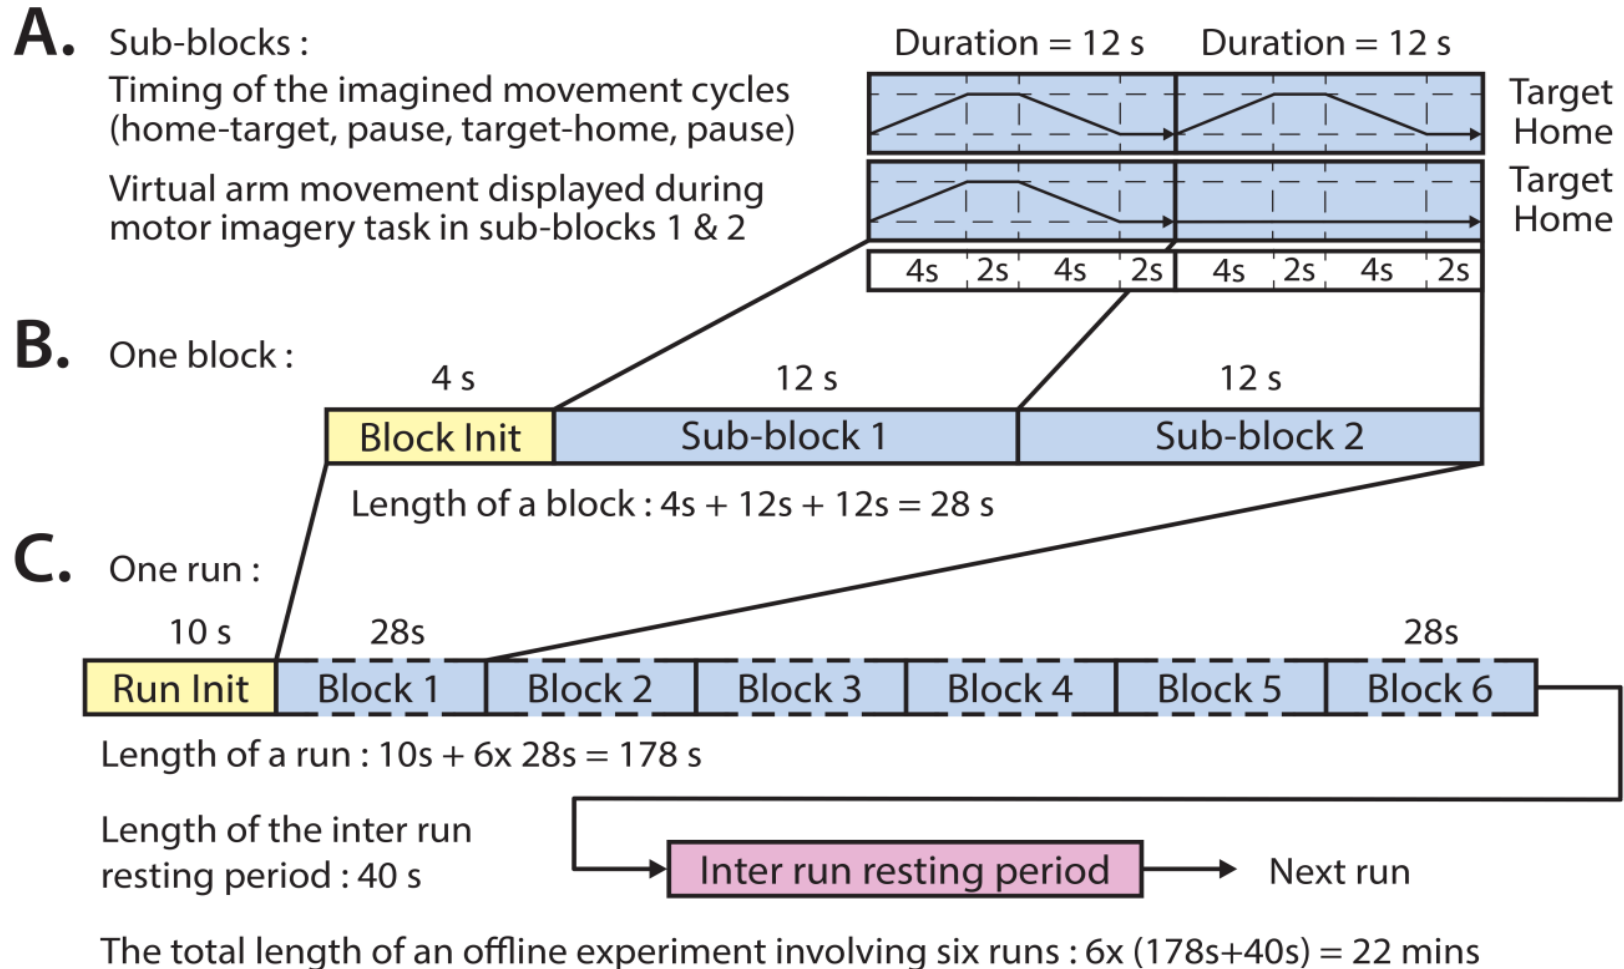 A. Sub-blocks :
Duration = 12 s Duration = 12 s
Timing of the imagined movement cycles
(home-target, pause, target-home, pause)
Target
Home
Virtual arm movement displayed during
motor imagery task in sub-blocks 1 & 2
Target
Home
4s 2s 4s 2s 4s 2s 4s 2s
B. One block :
4 s 12 s 12 s
Block Init Sub-block 1 Sub-block 2
Length of a block : 4s + 12s + 12s = 28 s
C. One run :
10 s 28s 28s
Run Init Block 1 Block 2 Block 3 Block 4 Block 5 Block 6
Length of a run : 10s + 6x 28s = 178 s
Length of the inter run
resting period : 40 s
Inter run resting period Next run
The total length of an offline experiment involving six runs : 6x (178s+40s) = 22 mins